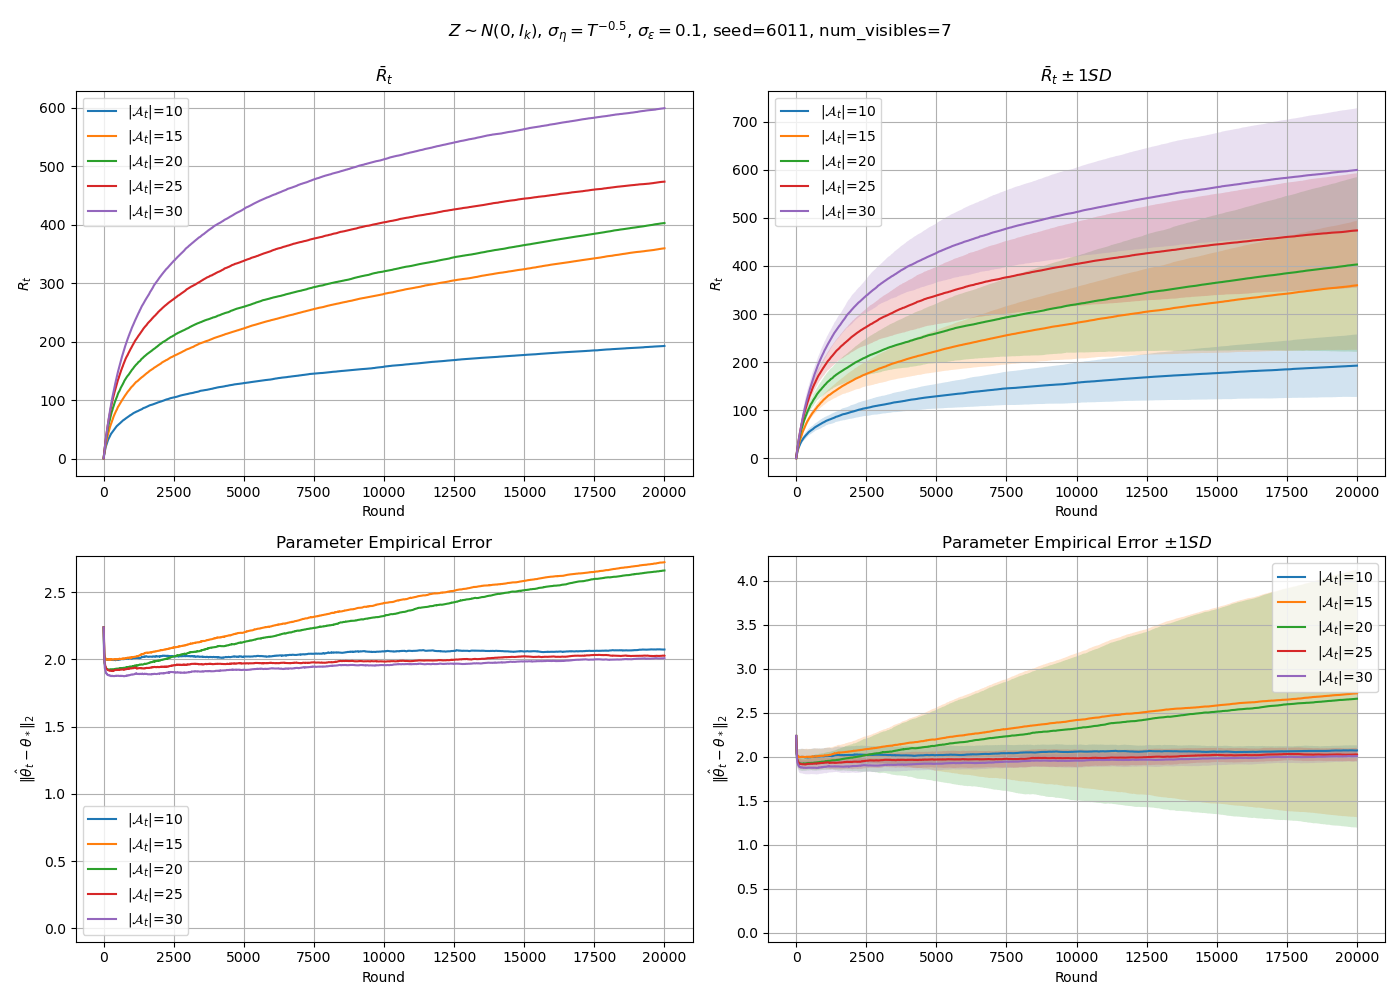 Z ∼ N(0, I_k), σ_η = T^{−0.5}, σ_ε = 0.1, seed=6011, num_visibles=7
R̄_t
R_t
600
500
400
300
200
100
0
|𝒜_t|=10
|𝒜_t|=15
|𝒜_t|=20
|𝒜_t|=25
|𝒜_t|=30
0 2500 5000 7500 10000 12500 15000 17500 20000
Round
R̄_t ± 1SD
R_t
700
600
500
400
300
200
100
0
|𝒜_t|=10
|𝒜_t|=15
|𝒜_t|=20
|𝒜_t|=25
|𝒜_t|=30
0 2500 5000 7500 10000 12500 15000 17500 20000
Round
Parameter Empirical Error
‖θ̂_t − θ_*‖_2
2.5
2.0
1.5
1.0
0.5
0.0
|𝒜_t|=10
|𝒜_t|=15
|𝒜_t|=20
|𝒜_t|=25
|𝒜_t|=30
0 2500 5000 7500 10000 12500 15000 17500 20000
Round
Parameter Empirical Error ±1SD
‖θ̂_t − θ_*‖_2
4.0
3.5
3.0
2.5
2.0
1.5
1.0
0.5
0.0
|𝒜_t|=10
|𝒜_t|=15
|𝒜_t|=20
|𝒜_t|=25
|𝒜_t|=30
0 2500 5000 7500 10000 12500 15000 17500 20000
Round